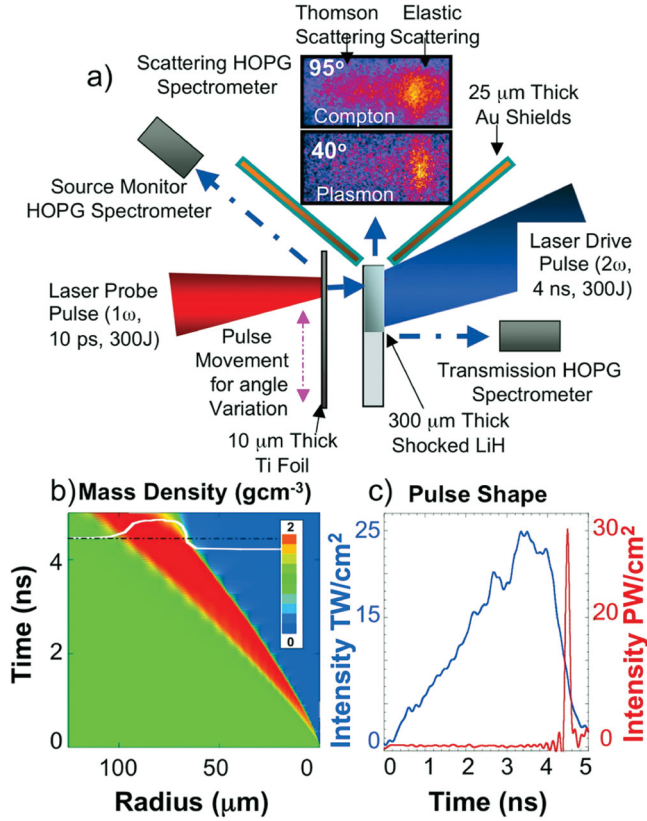 Thomson
Scattering
Elastic
Scattering
a)
Scattering HOPG
Spectrometer
95º
Compton
40º
Plasmon
25 μm Thick
Au Shields
Source Monitor
HOPG Spectrometer
Laser Drive
Pulse (2ω,
4 ns, 300J)
Laser Probe
Pulse (1ω,
10 ps, 300J)
Pulse
Movement
for angle
Variation
Transmission HOPG
Spectrometer
10 μm Thick
Ti Foil
300 μm Thick
Shocked LiH
b) Mass Density (gcm-3)
2
0
Time (ns)
4
2
0
100
50
0
Radius (μm)
c) Pulse Shape
Intensity TW/cm²
25
15
0
30
20
10
0
Intensity PW/cm²
0 1 2 3 4 5
Time (ns)